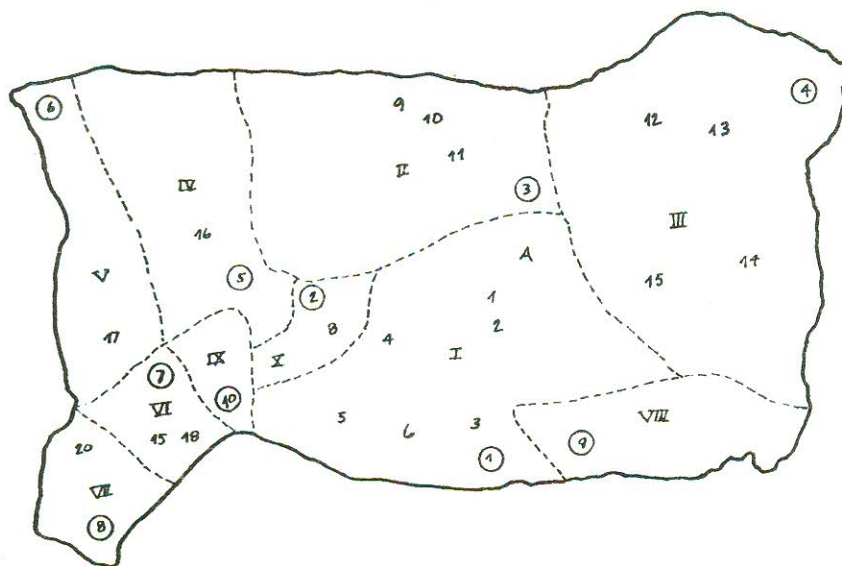 9
10
⑥ ④
12 13
11
II
IV ③
16 III
A
V ⑤ 14
15
② 1
8 2
17 4
IX X I
⑦
⑩
VI VIII
5 3
20 15 18 6 ⑨
①
VII
⑧